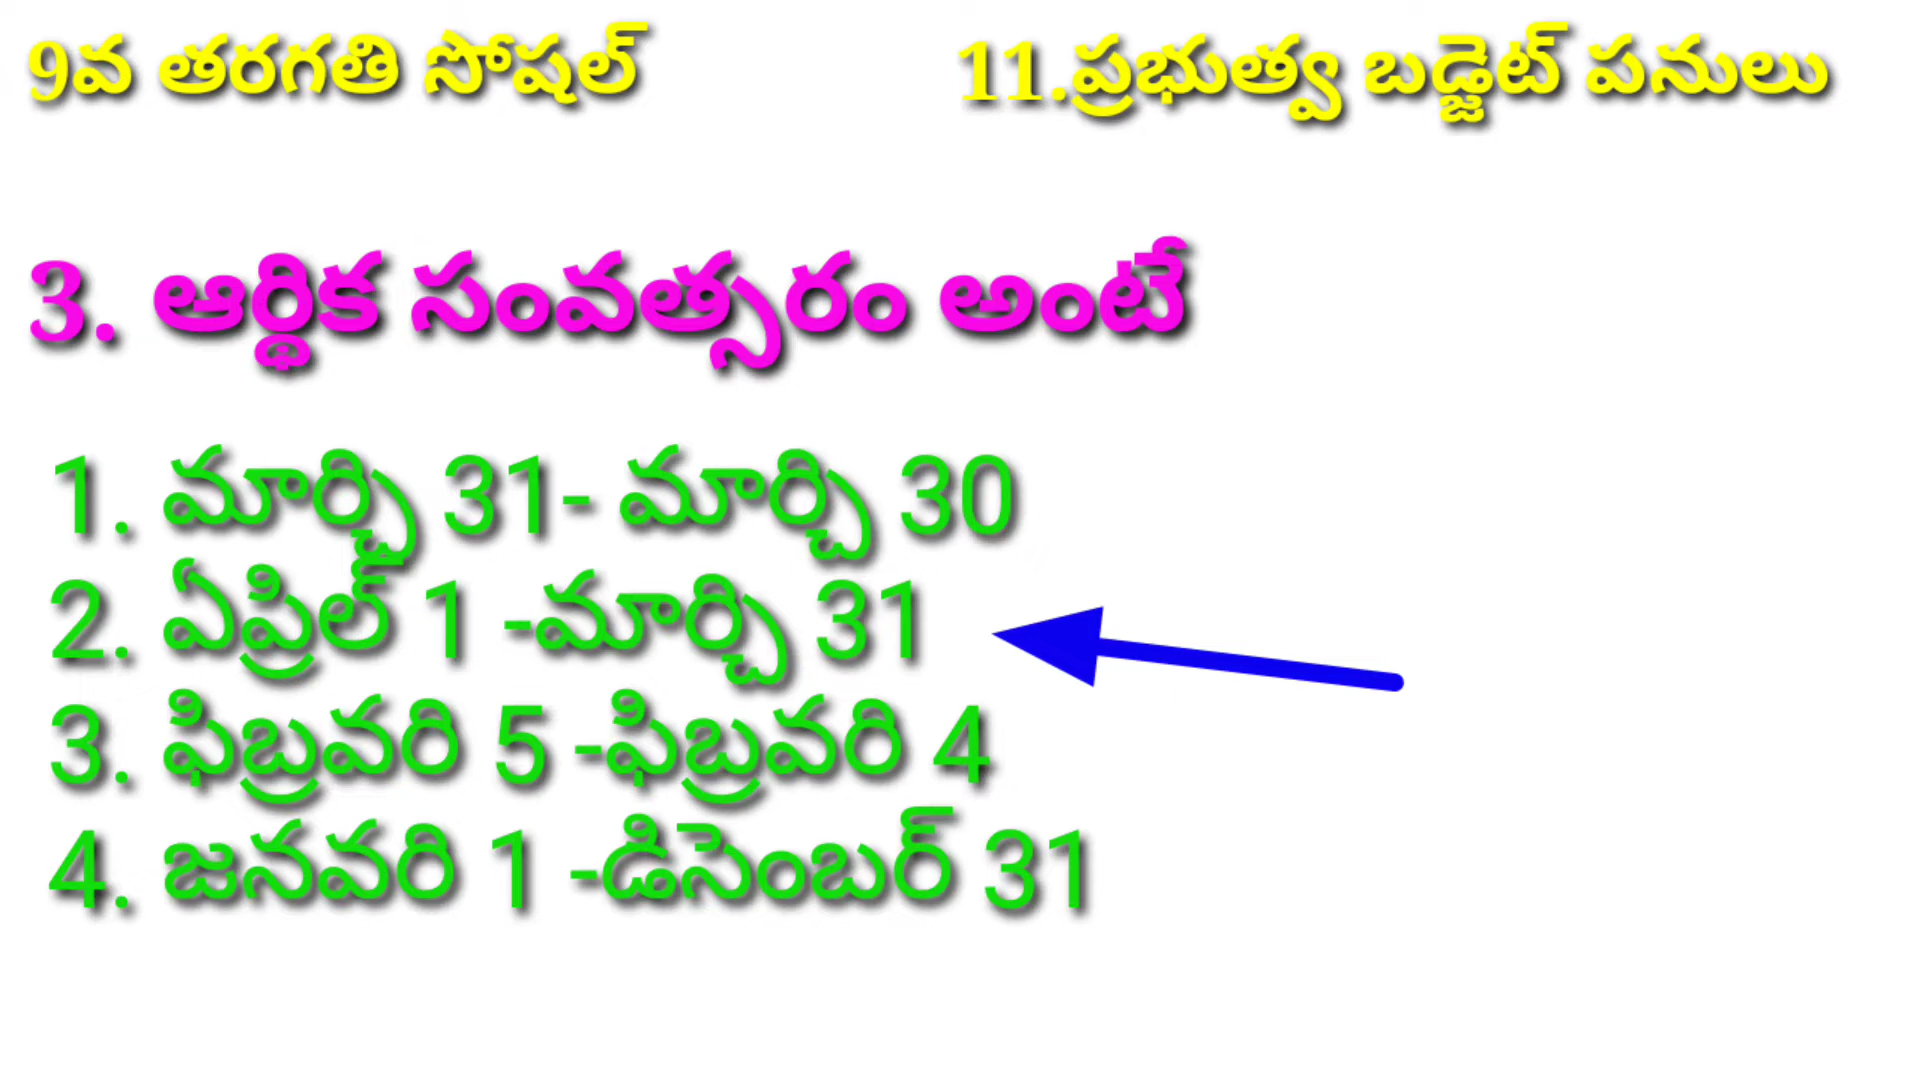 9వ తరగతి సోషల్
11.ప్రభుత్వ బడ్జెట్ పనులు
3. ఆర్థిక సంవత్సరం అంటే
1. మార్చి 31- మార్చి 30
2. ఏప్రిల్ 1 -మార్చి 31
3. ఫిబ్రవరి 5 -ఫిబ్రవరి 4
4. జనవరి 1 -డిసెంబర్ 31